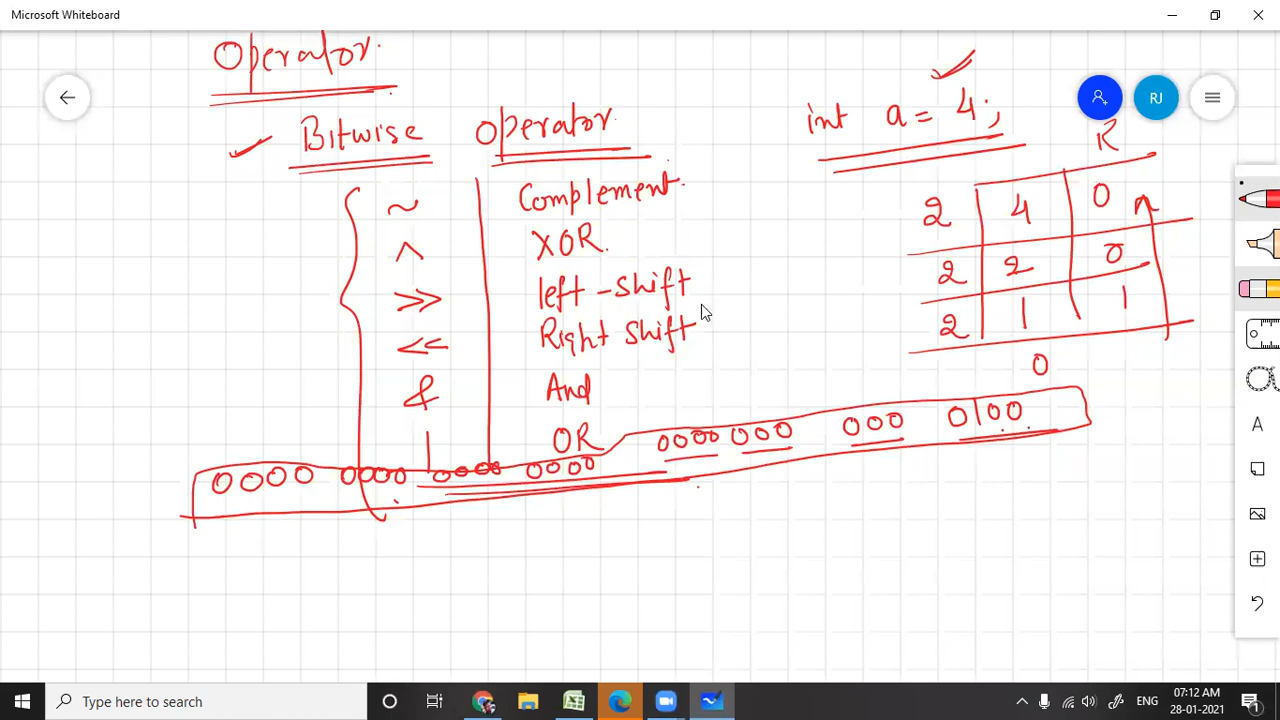 Microsoft Whiteboard
Operator.
Bitwise Operator.
~ Complement.
^ XOR.
>> left-shift
<< Right shift
& And
| OR
int a = 4;
RJ
R
2 4 0
2 2 0
2 1 1
0
0000 0000 0000 0000 0000 000 000 0100
A
Type here to search
ENG
07:12 AM
28-01-2021
1